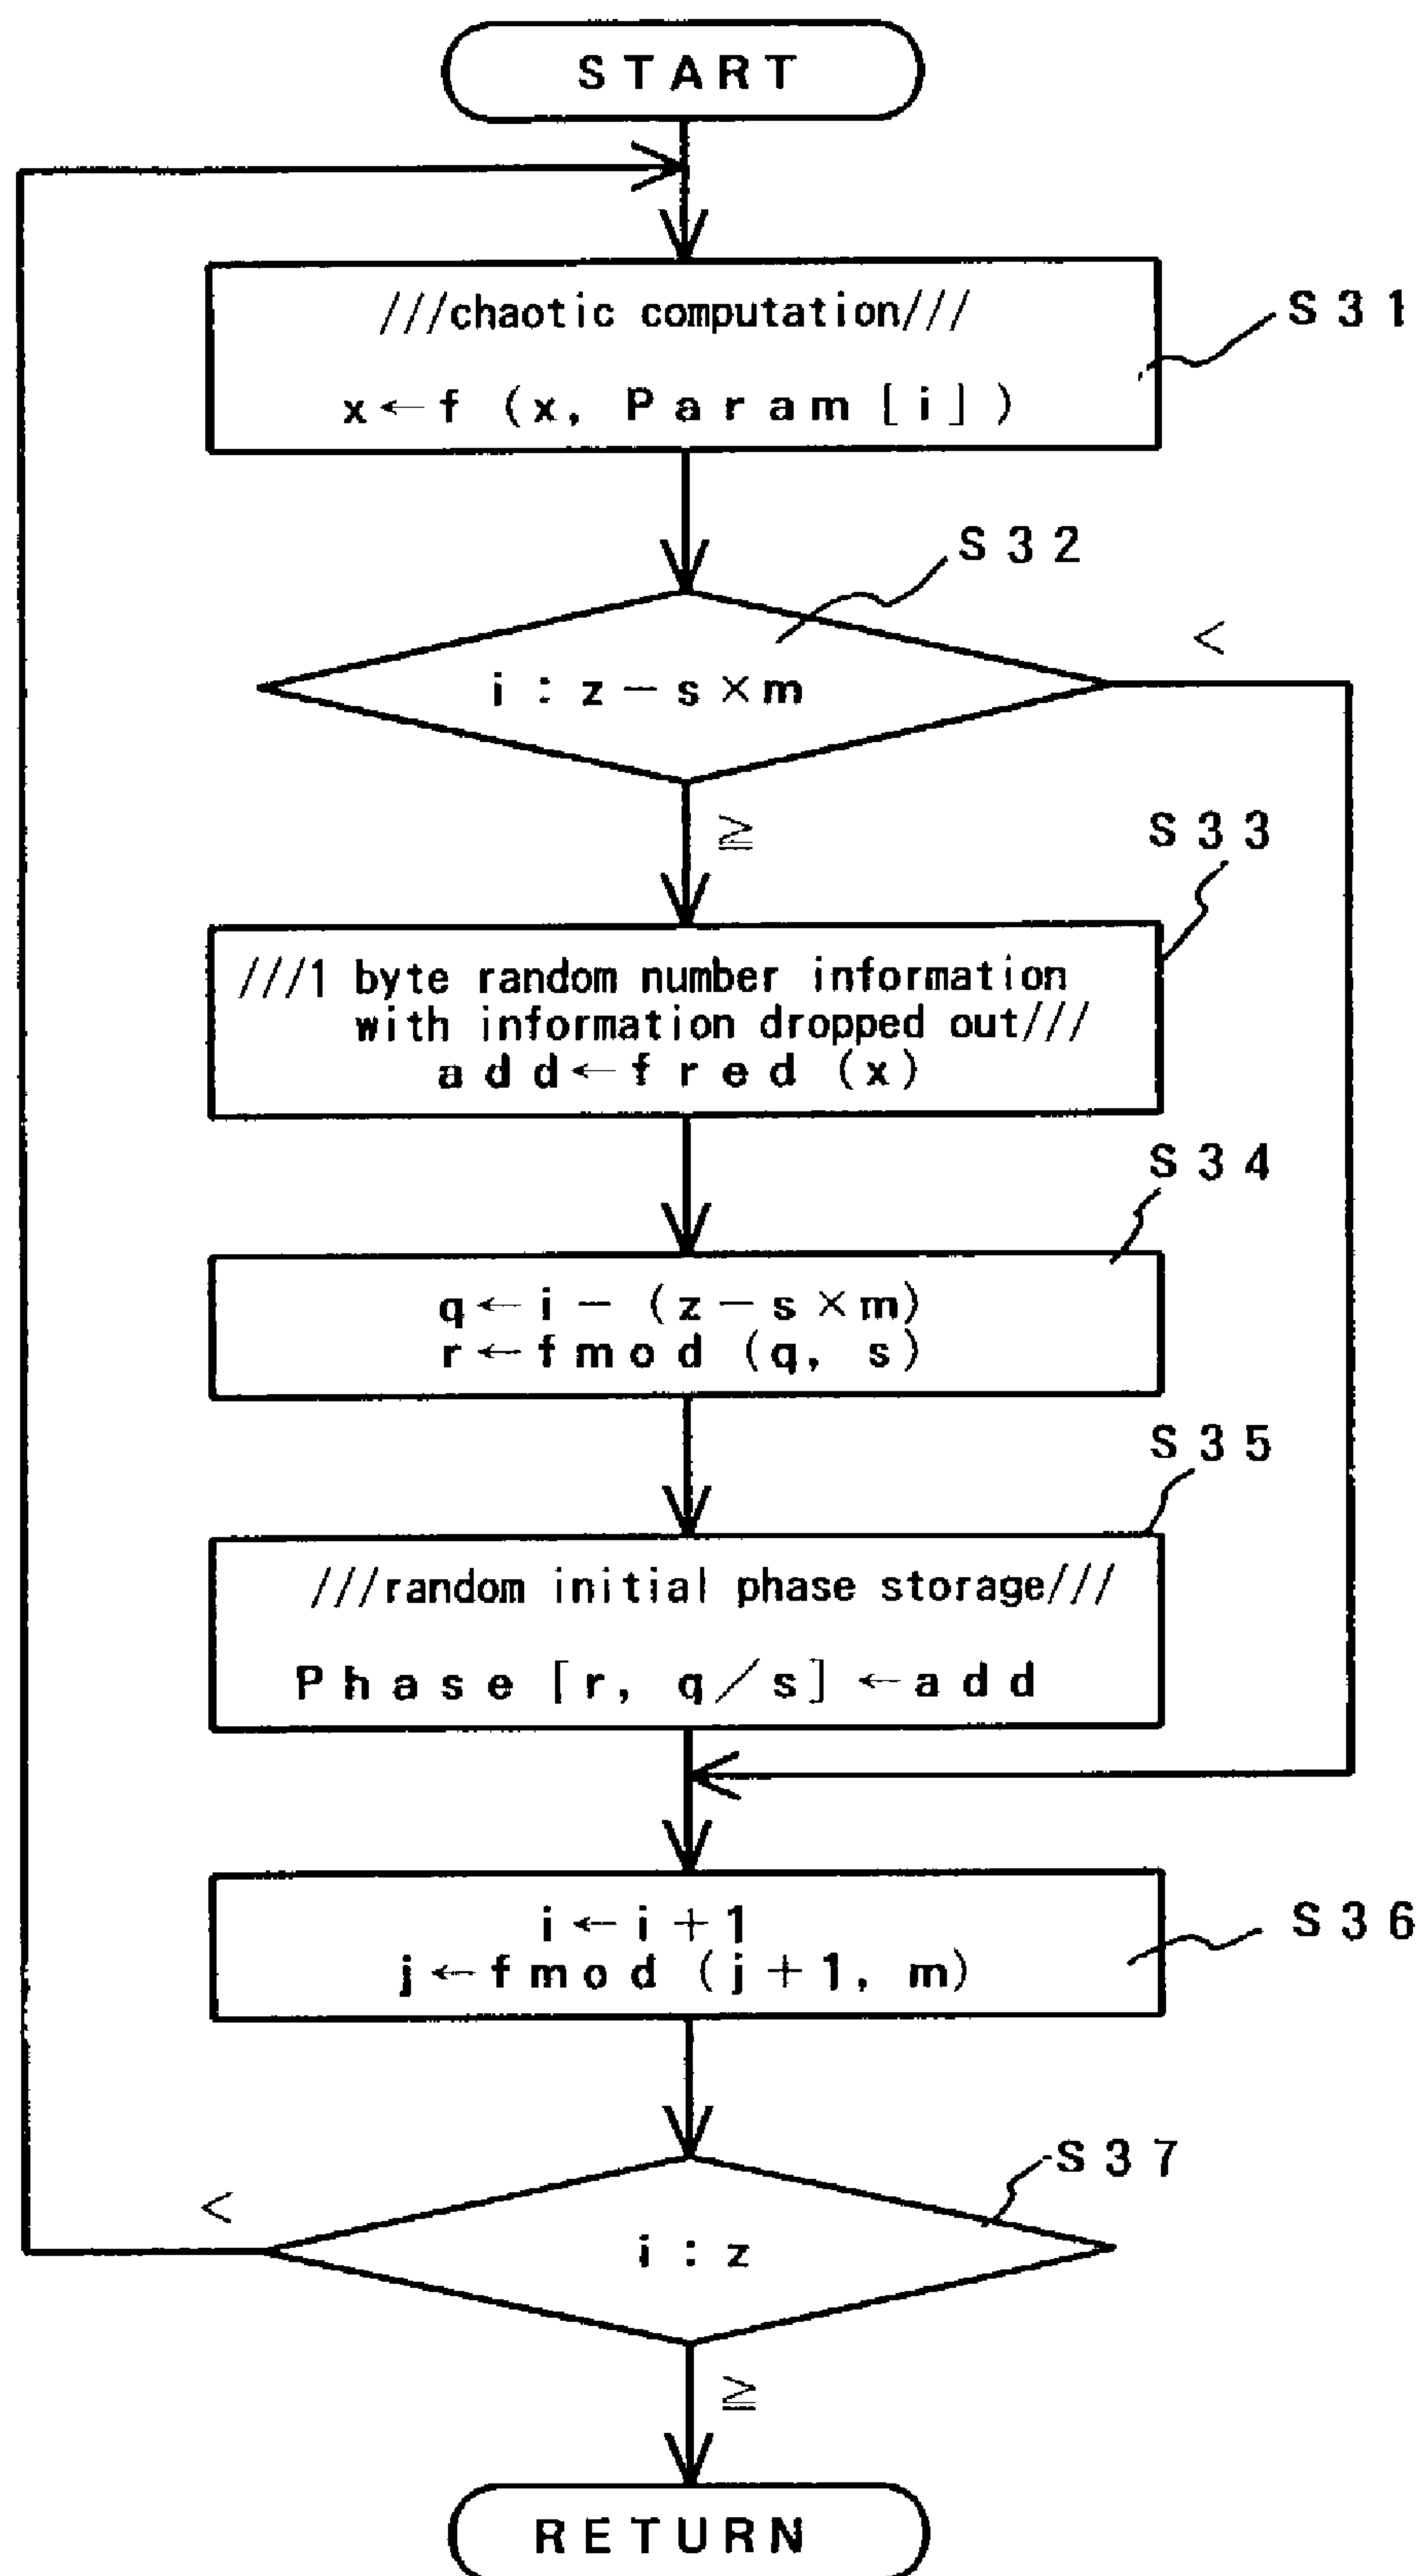 START
///chaotic computation///
S31
x←f (x, Param[i])
S32
<
i : z－s×m
≧
S33
///1 byte random number information
with information dropped out///
add←fred (x)
S34
q←i－(z－s×m)
r←fmod (q, s)
S35
///random initial phase storage///
Phase [r, q／s] ←add
i←i＋1
S36
j←fmod (j＋1, m)
S37
<
i : z
≧
RETURN